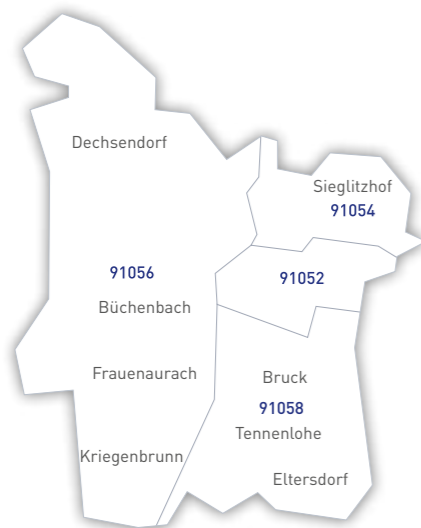 Dechsendorf
Sieglitzhof
91054
91056
91052
Büchenbach
Frauenaurach
Bruck
91058
Tennenlohe
Kriegenbrunn
Eltersdorf